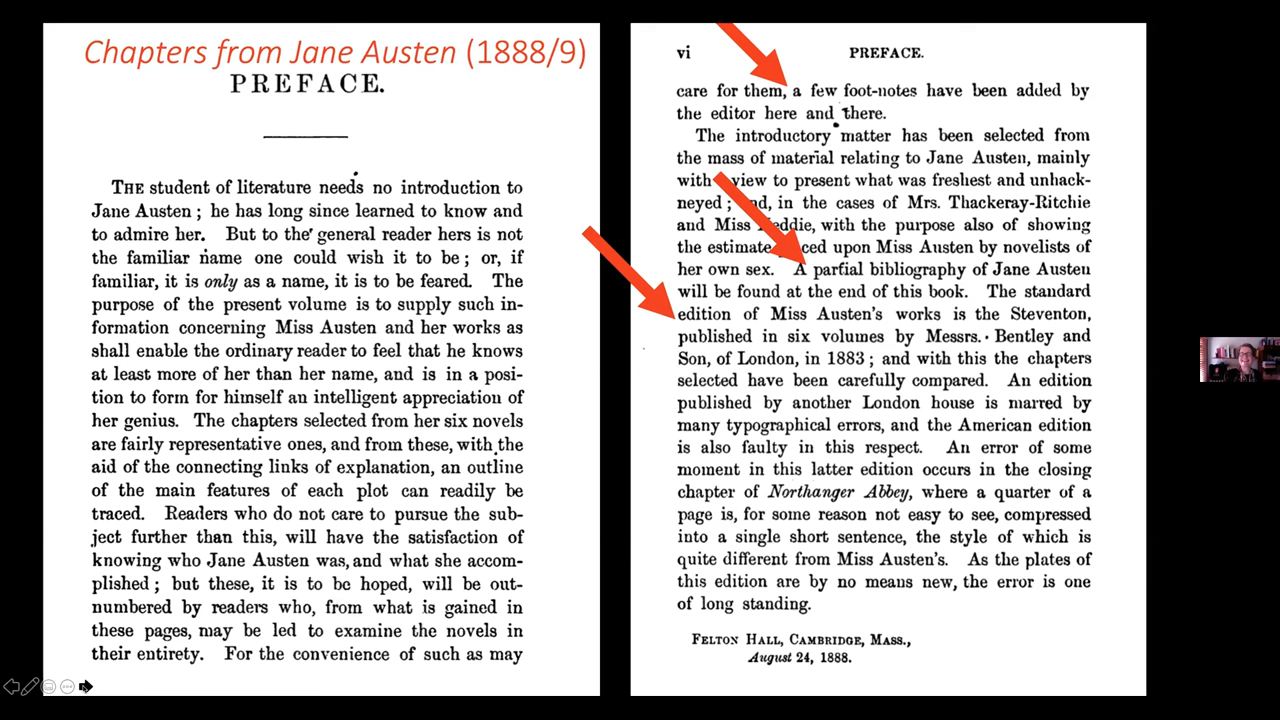 Chapters from Jane Austen (1888/9)
PREFACE.
THE student of literature needs no introduction to
Jane Austen ; he has long since learned to know and
to admire her. But to the general reader hers is not
the familiar name one could wish it to be ; or, if
familiar, it is only as a name, it is to be feared. The
purpose of the present volume is to supply such in-
formation concerning Miss Austen and her works as
shall enable the ordinary reader to feel that he knows
at least more of her than her name, and is in a posi-
tion to form for himself an intelligent appreciation of
her genius. The chapters selected from her six novels
are fairly representative ones, and from these, with the
aid of the connecting links of explanation, an outline
of the main features of each plot can readily be
traced. Readers who do not care to pursue the sub-
ject further than this, will have the satisfaction of
knowing who Jane Austen was, and what she accom-
plished ; but these, it is to be hoped, will be out-
numbered by readers who, from what is gained in
these pages, may be led to examine the novels in
their entirety. For the convenience of such as may
vi PREFACE.
care for them, a few foot-notes have been added by
the editor here and there.
The introductory matter has been selected from
the mass of material relating to Jane Austen, mainly
with view to present what was freshest and unhack-
neyed ; in the cases of Mrs. Thackeray-Ritchie
and Miss with the purpose also of showing
the estimate upon Miss Austen by novelists of
her own sex. A partial bibliography of Jane Austen
will be found at the end of this book. The standard
edition of Miss Austen's works is the Steventon,
published in six volumes by Messrs. Bentley and
Son, of London, in 1883 ; and with this the chapters
selected have been carefully compared. An edition
published by another London house is marred by
many typographical errors, and the American edition
is also faulty in this respect. An error of some
moment in this latter edition occurs in the closing
chapter of Northanger Abbey, where a quarter of a
page is, for some reason not easy to see, compressed
into a single short sentence, the style of which is
quite different from Miss Austen's. As the plates of
this edition are by no means new, the error is one
of long standing.
FELTON HALL, CAMBRIDGE, MASS.,
August 24, 1888.